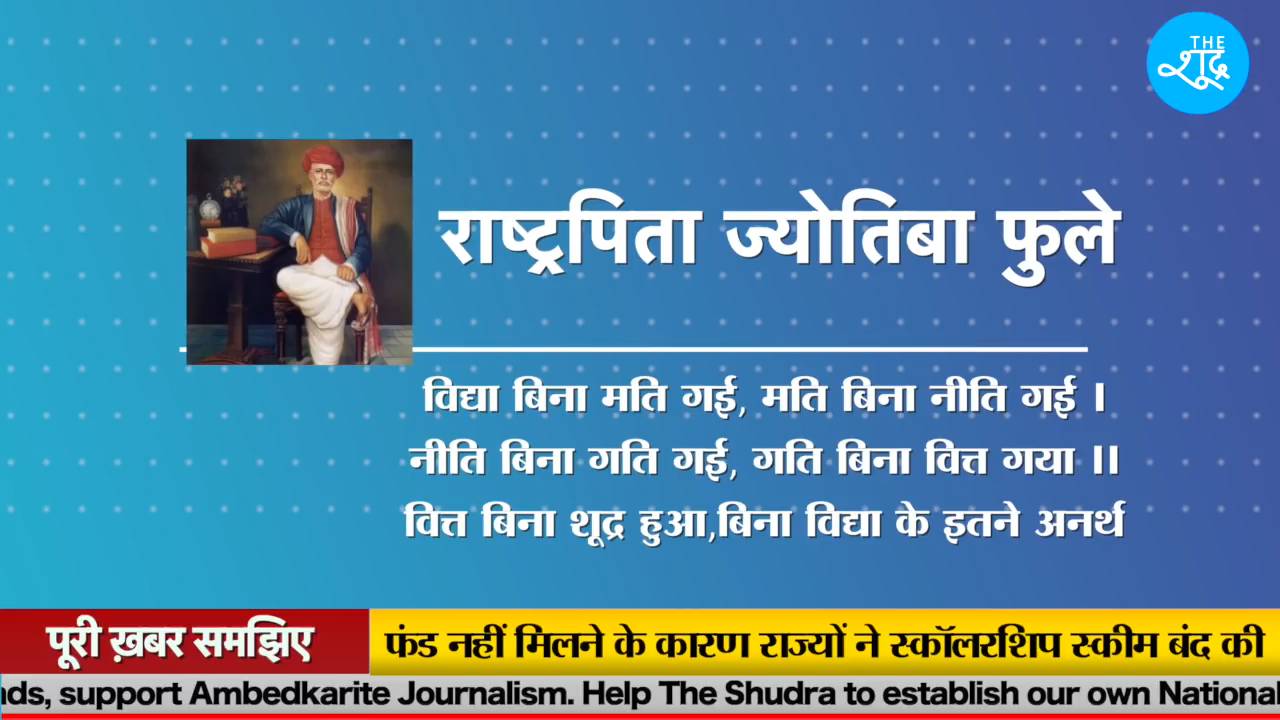 THE
शूद्र
राष्ट्रपिता ज्योतिबा फुले
विद्या बिना मति गई, मति बिना नीति गई ।
नीति बिना गति गई, गति बिना वित्त गया ।।
वित्त बिना शूद्र हुआ,बिना विद्या के इतने अनर्थ
पूरी ख़बर समझिए
फंड नहीं मिलने के कारण राज्यों ने स्कॉलरशिप स्कीम बंद की
nds, support Ambedkarite Journalism. Help The Shudra to establish our own National